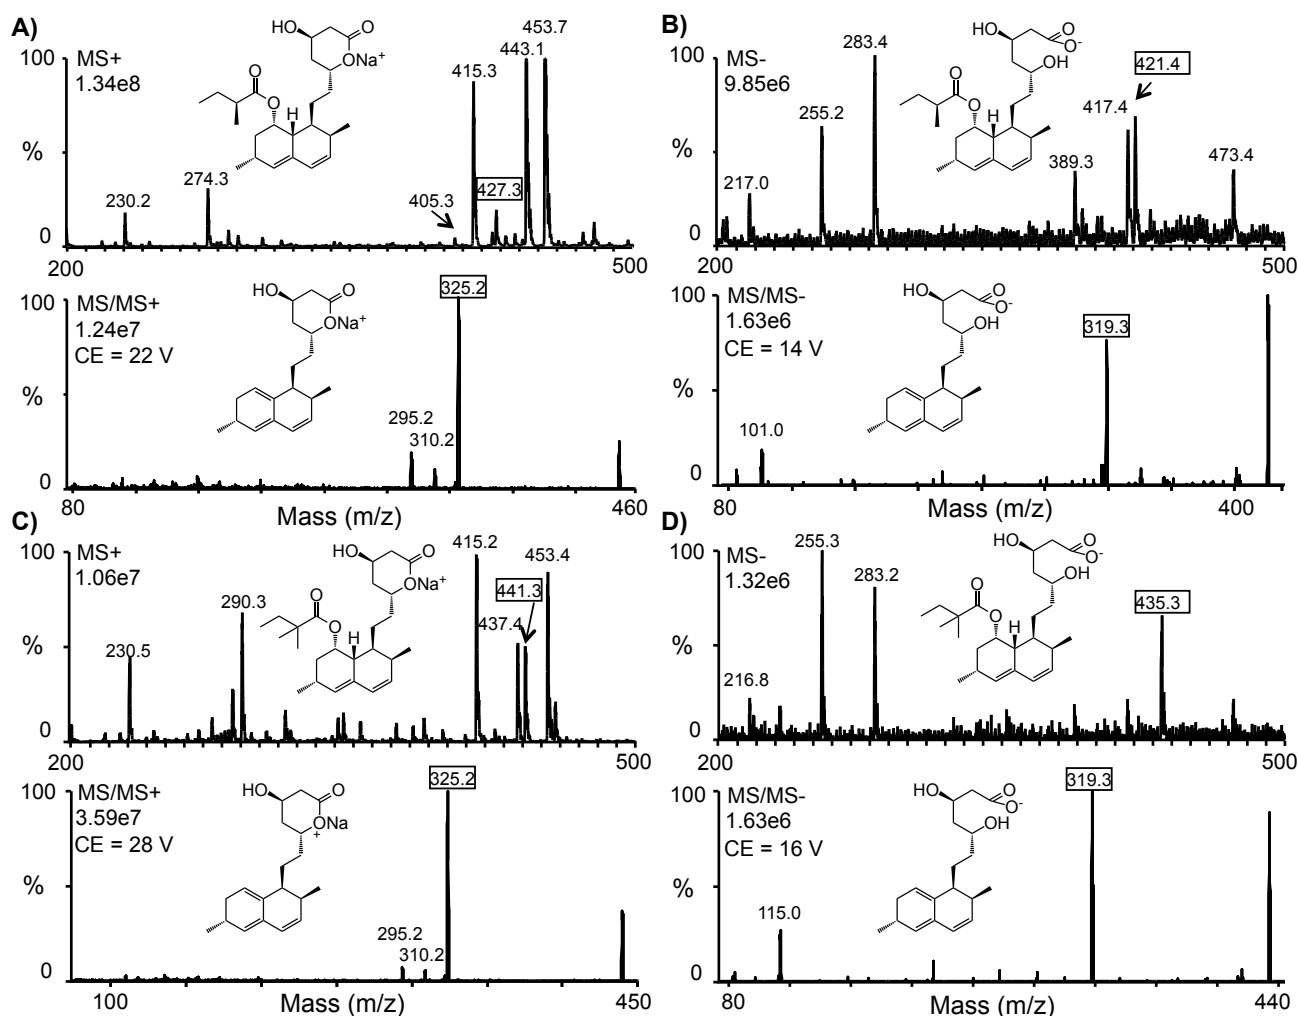 A)
MS+
1.34e8
100
%
0
230.2
274.3
405.3
415.3
427.3
443.1
453.7
HO
O
ONa+
O
O
H
200
500
MS/MS+
1.24e7
CE = 22 V
100
%
0
295.2
310.2
325.2
HO
O
ONa+
80
Mass (m/z)
460
B)
MS-
9.85e6
100
%
0
217.0
255.2
283.4
389.3
417.4
421.4
473.4
HO
O
O-
OH
O
O
H
200
500
MS/MS-
1.63e6
CE = 14 V
100
%
0
101.0
319.3
HO
O
O-
OH
80
Mass (m/z)
400
C)
MS+
1.06e7
100
%
0
230.5
290.3
415.2
437.4
441.3
453.4
HO
O
ONa+
O
O
H
200
500
MS/MS+
3.59e7
CE = 28 V
100
%
0
295.2
310.2
325.2
HO
O
ONa
+
100
Mass (m/z)
450
D)
MS-
1.32e6
100
%
0
216.8
255.3
283.2
435.3
HO
O
O-
OH
O
O
H
200
500
MS/MS-
1.63e6
CE = 16 V
100
%
0
115.0
319.3
HO
O
O-
OH
80
Mass (m/z)
440